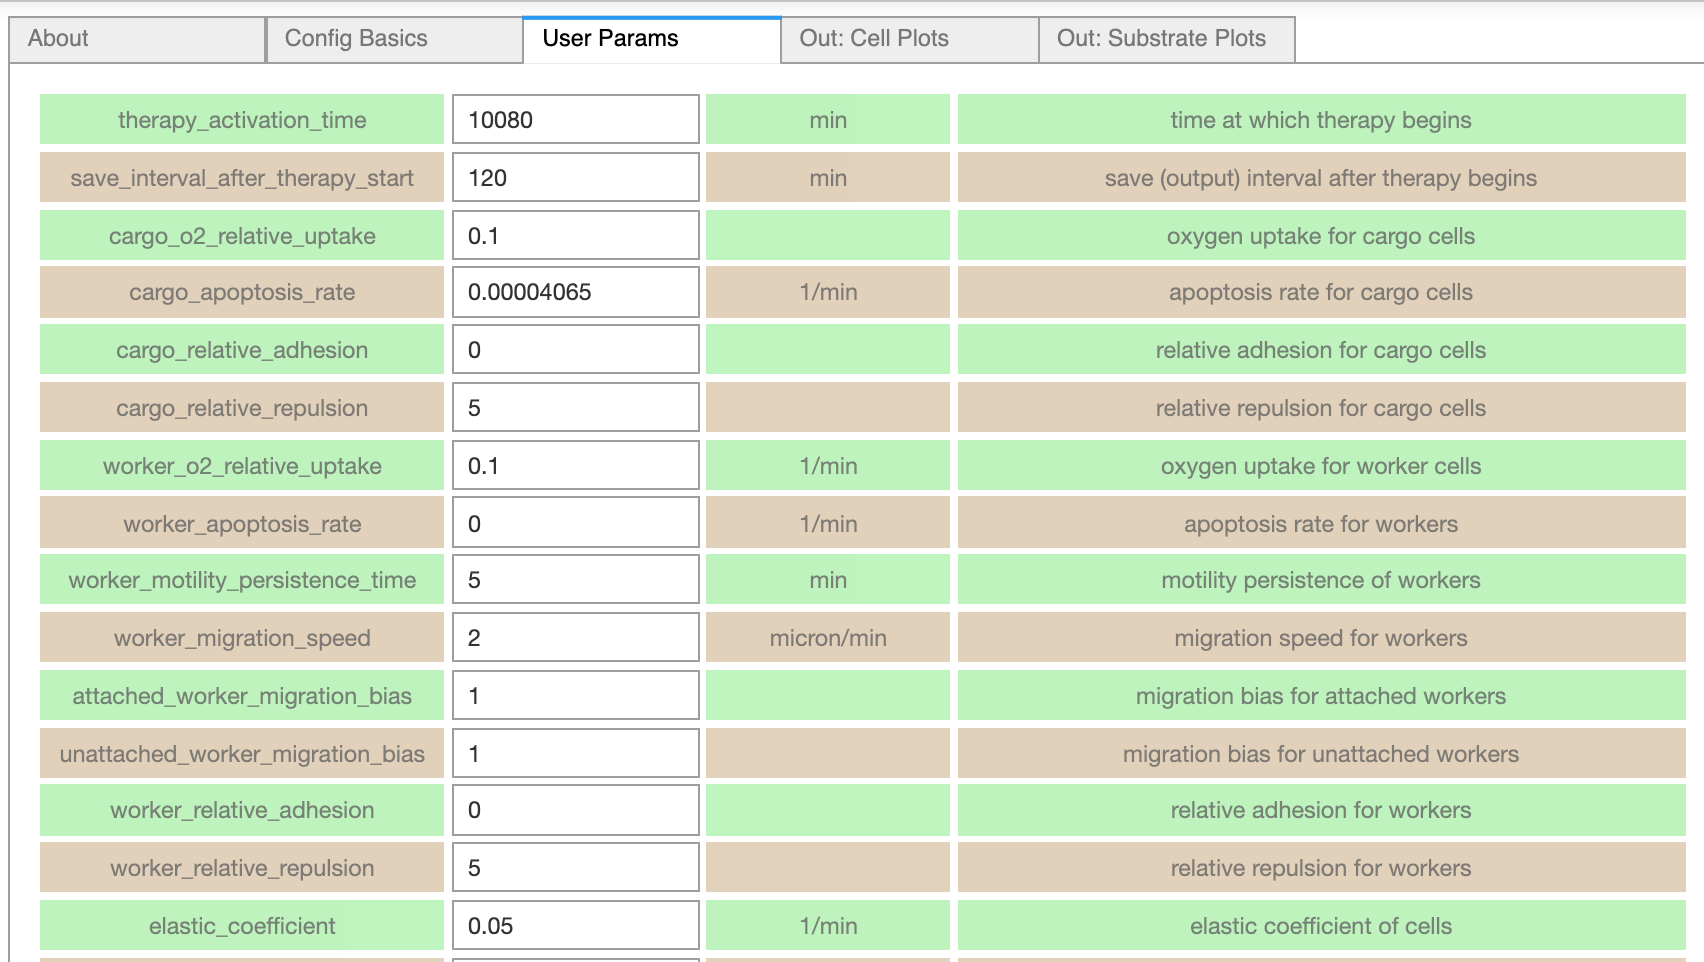 About Config Basics User Params Out: Cell Plots Out: Substrate Plots
therapy_activation_time 10080 min time at which therapy begins
save_interval_after_therapy_start 120 min save (output) interval after therapy begins
cargo_o2_relative_uptake 0.1 oxygen uptake for cargo cells
cargo_apoptosis_rate 0.00004065 1/min apoptosis rate for cargo cells
cargo_relative_adhesion 0 relative adhesion for cargo cells
cargo_relative_repulsion 5 relative repulsion for cargo cells
worker_o2_relative_uptake 0.1 1/min oxygen uptake for worker cells
worker_apoptosis_rate 0 1/min apoptosis rate for workers
worker_motility_persistence_time 5 min motility persistence of workers
worker_migration_speed 2 micron/min migration speed for workers
attached_worker_migration_bias 1 migration bias for attached workers
unattached_worker_migration_bias 1 migration bias for unattached workers
worker_relative_adhesion 0 relative adhesion for workers
worker_relative_repulsion 5 relative repulsion for workers
elastic_coefficient 0.05 1/min elastic coefficient of cells